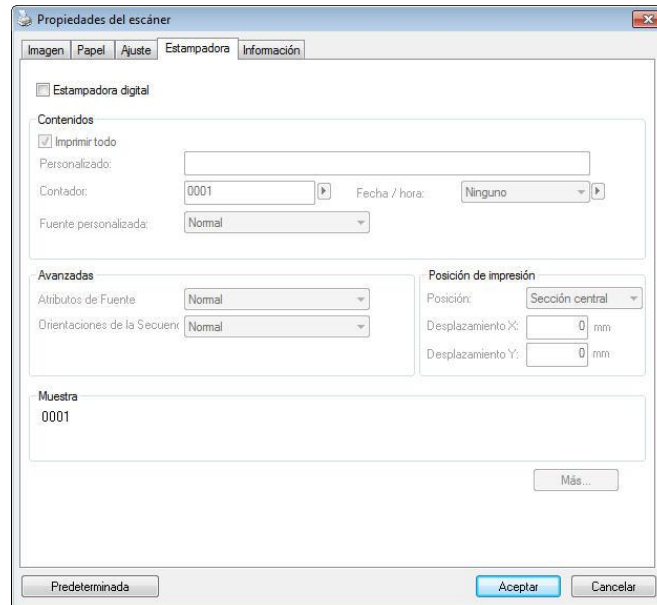 Propiedades del escáner
Imagen Papel Ajuste Estampadora Información
Estampadora digital
Contenidos
Imprimir todo
Personalizado:
Contador: 0001 Fecha / hora: Ninguno
Fuente personalizada: Normal
Avanzadas Posición de impresión
Atributos de Fuente Normal Posición: Sección central
Orientaciones de la Secuenc Normal Desplazamiento X: 0 mm
Desplazamiento Y: 0 mm
Muestra
0001
Más...
Predeterminada Aceptar Cancelar